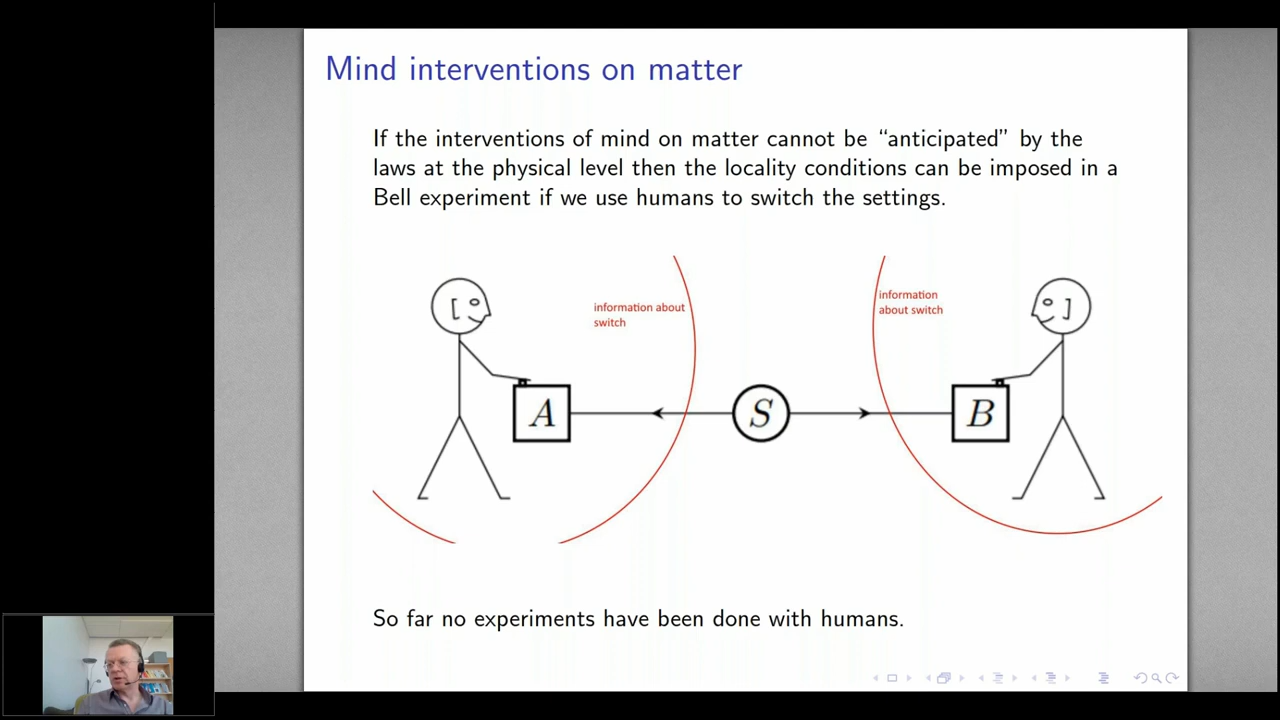 Mind interventions on matter
If the interventions of mind on matter cannot be “anticipated” by the
laws at the physical level then the locality conditions can be imposed in a
Bell experiment if we use humans to switch the settings.
information about
switch
information
about switch
A
S
B
So far no experiments have been done with humans.